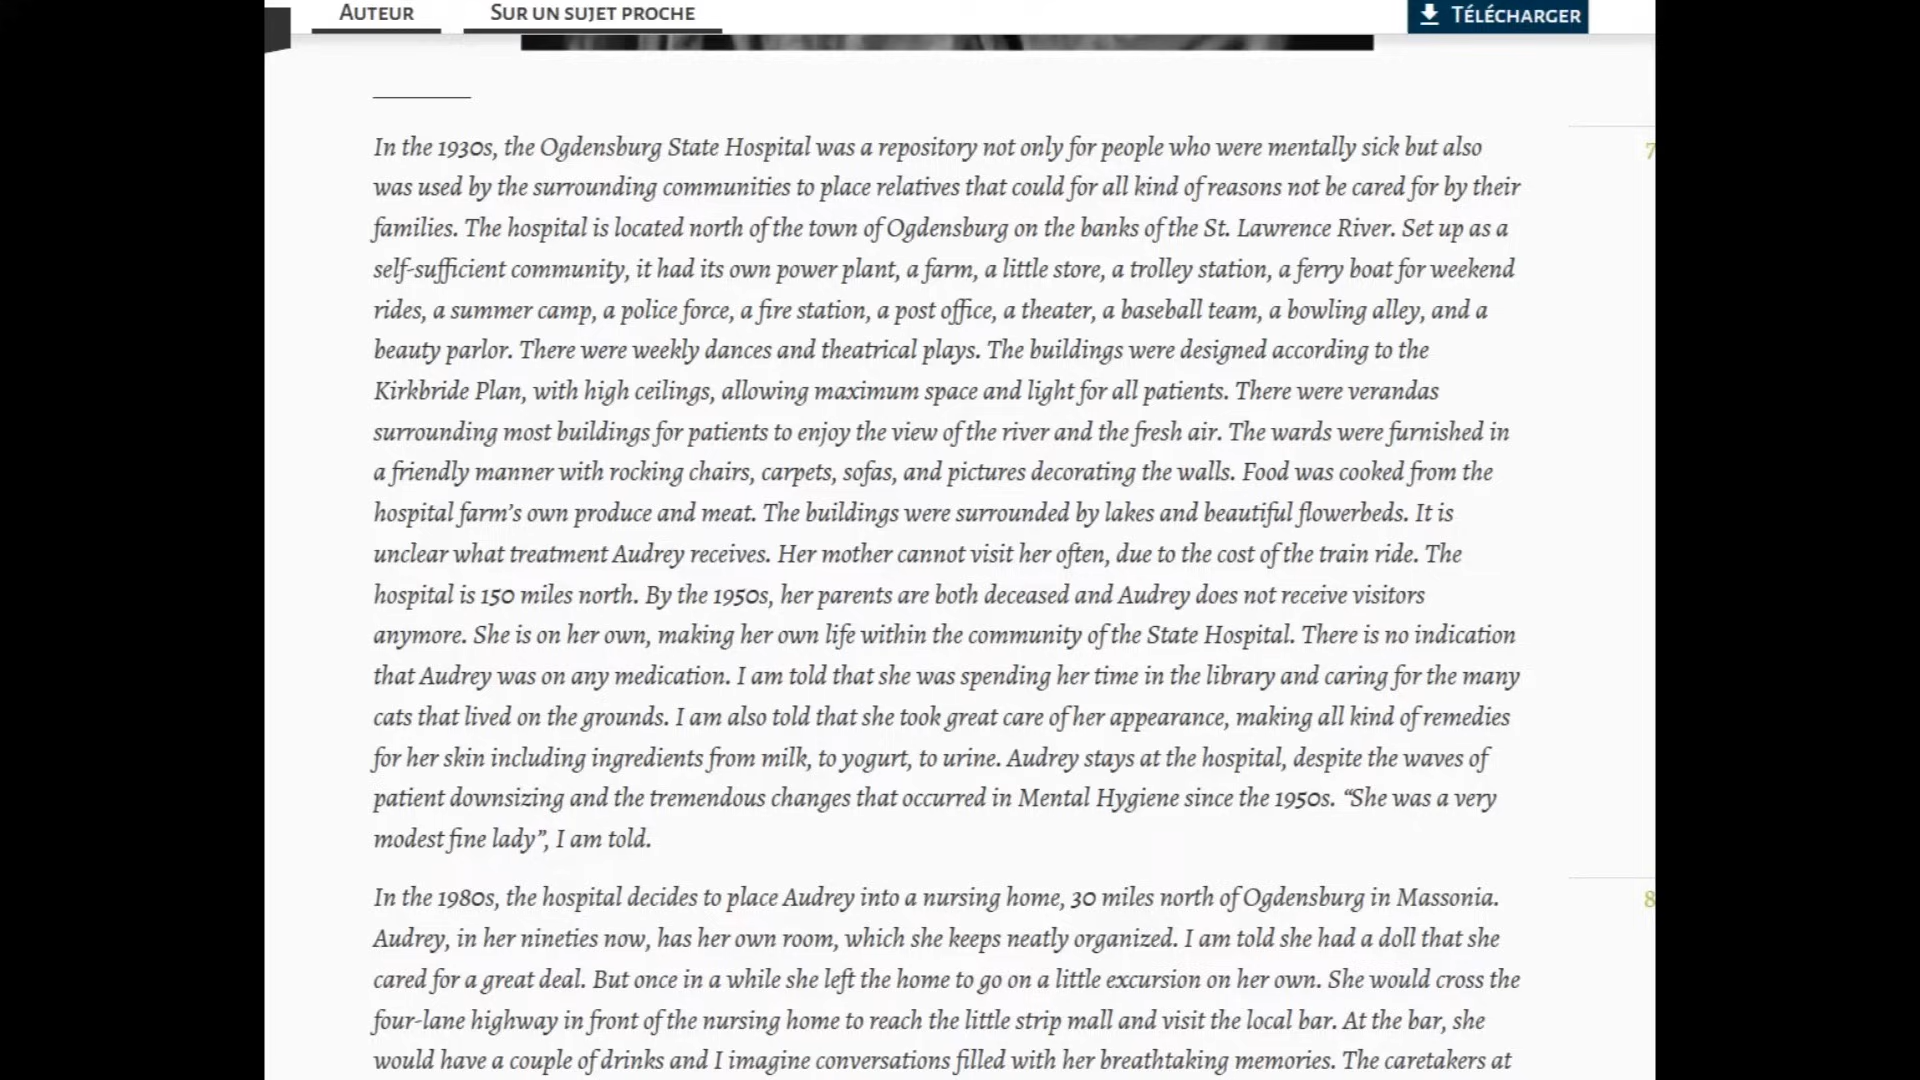 AUTEUR
SUR UN SUJET PROCHE
TÉLÉCHARGER
In the 1930s, the Ogdensburg State Hospital was a repository not only for people who were mentally sick but also
7
was used by the surrounding communities to place relatives that could for all kind of reasons not be cared for by their
families. The hospital is located north of the town of Ogdensburg on the banks of the St. Lawrence River. Set up as a
self-sufficient community, it had its own power plant, a farm, a little store, a trolley station, a ferry boat for weekend
rides, a summer camp, a police force, a fire station, a post office, a theater, a baseball team, a bowling alley, and a
beauty parlor. There were weekly dances and theatrical plays. The buildings were designed according to the
Kirkbride Plan, with high ceilings, allowing maximum space and light for all patients. There were verandas
surrounding most buildings for patients to enjoy the view of the river and the fresh air. The wards were furnished in
a friendly manner with rocking chairs, carpets, sofas, and pictures decorating the walls. Food was cooked from the
hospital farm's own produce and meat. The buildings were surrounded by lakes and beautiful flowerbeds. It is
unclear what treatment Audrey receives. Her mother cannot visit her often, due to the cost of the train ride. The
hospital is 150 miles north. By the 1950s, her parents are both deceased and Audrey does not receive visitors
anymore. She is on her own, making her own life within the community of the State Hospital. There is no indication
that Audrey was on any medication. I am told that she was spending her time in the library and caring for the many
cats that lived on the grounds. I am also told that she took great care of her appearance, making all kind of remedies
for her skin including ingredients from milk, to yogurt, to urine. Audrey stays at the hospital, despite the waves of
patient downsizing and the tremendous changes that occurred in Mental Hygiene since the 1950s. “She was a very
modest fine lady”, I am told.
In the 1980s, the hospital decides to place Audrey into a nursing home, 30 miles north of Ogdensburg in Massonia.
8
Audrey, in her nineties now, has her own room, which she keeps neatly organized. I am told she had a doll that she
cared for a great deal. But once in a while she left the home to go on a little excursion on her own. She would cross the
four-lane highway in front of the nursing home to reach the little strip mall and visit the local bar. At the bar, she
would have a couple of drinks and I imagine conversations filled with her breathtaking memories. The caretakers at